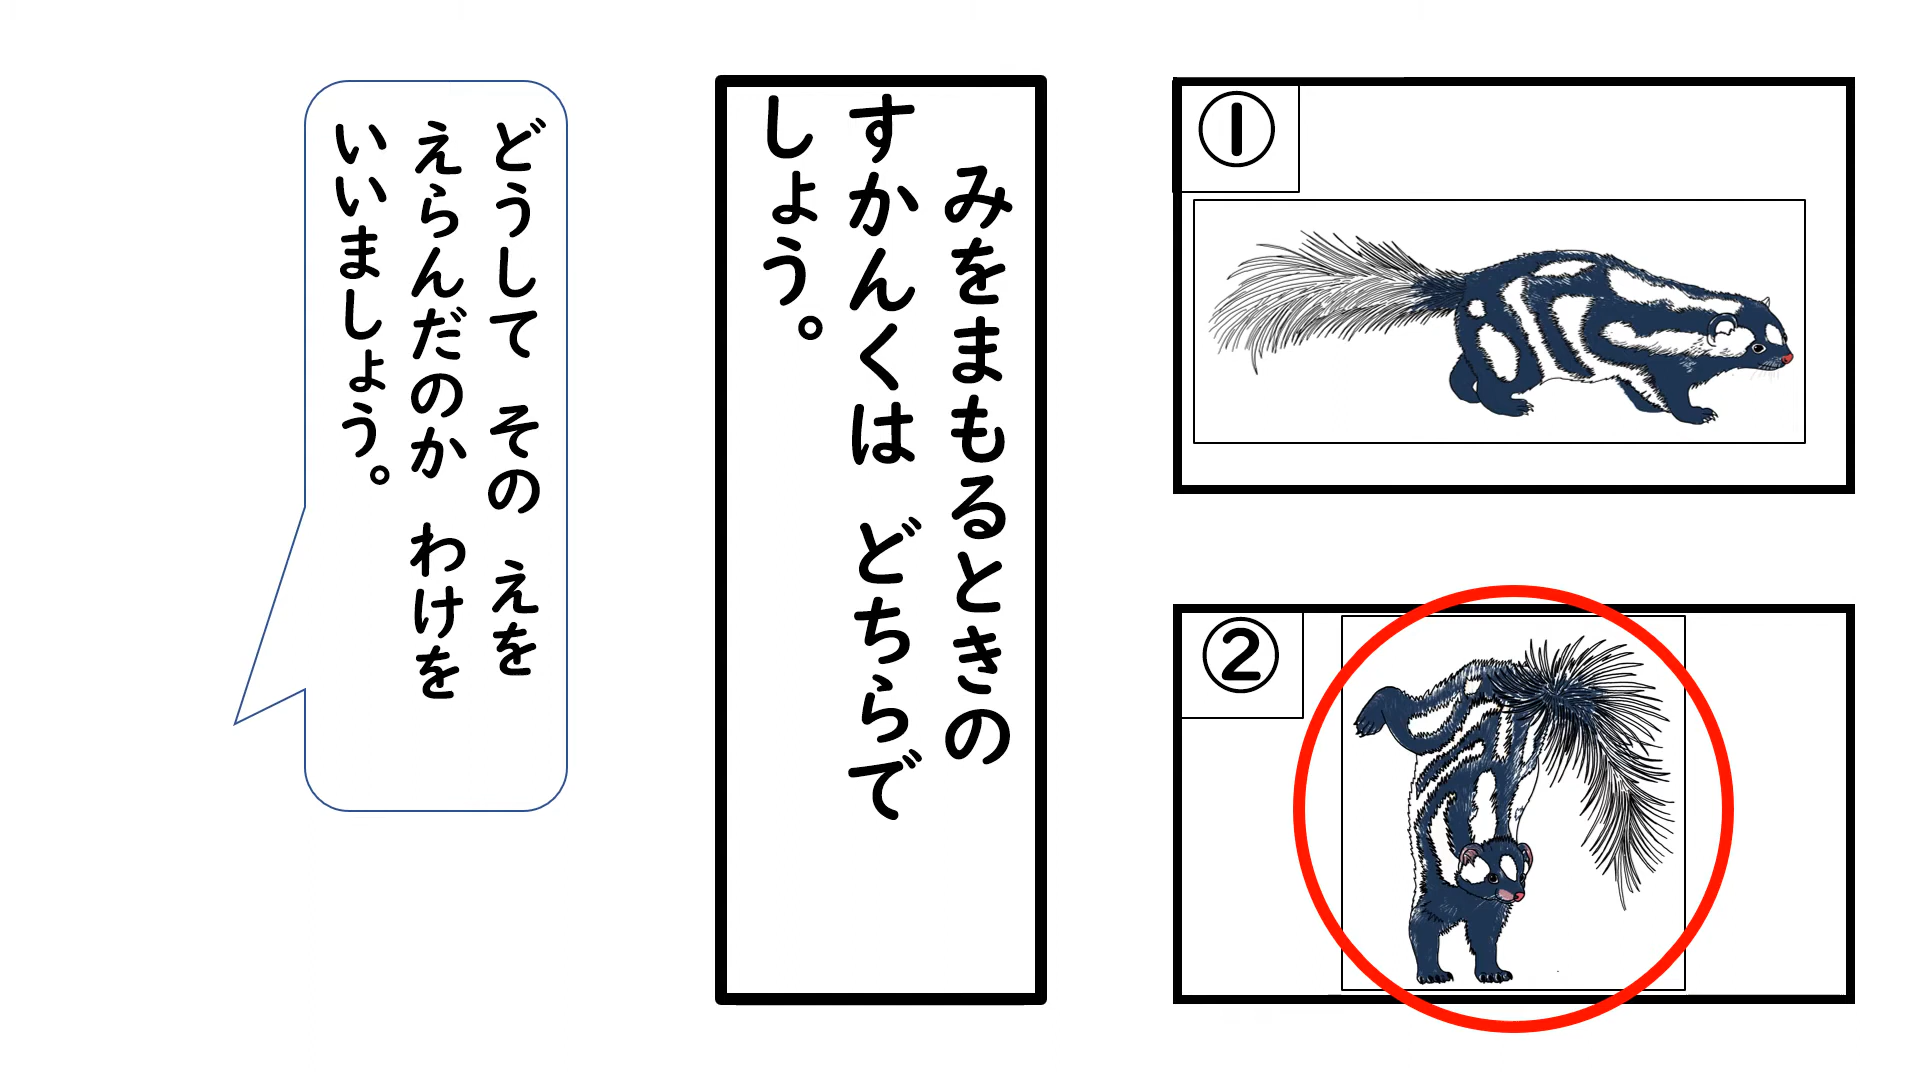 ①
②
みをまもるときの
すかんくは どちらで
しょう。
どうして その えを
えらんだのか わけを
いいましょう。